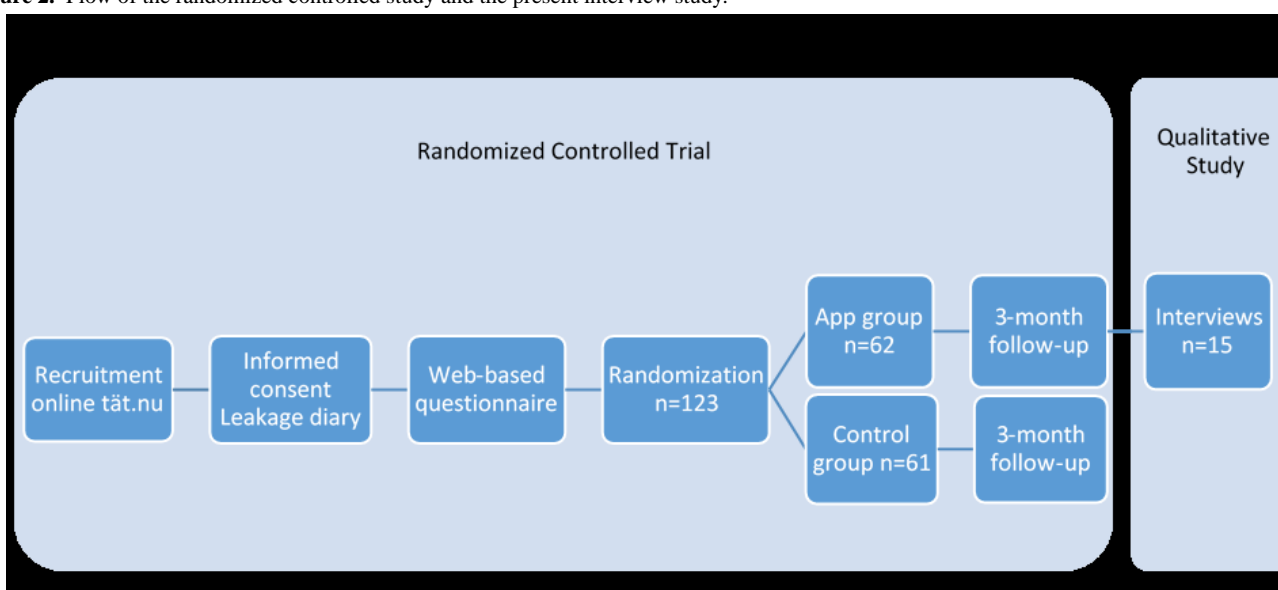 2. Flow of the randomized controlled study and the present interview study.
Randomized Controlled Trial
Qualitative
Study
Recruitment
online tät.nu
Informed
consent
Leakage diary
Web-based
questionnaire
Randomization
n=123
App group
n=62
3-month
follow-up
Interviews
n=15
Control
group n=61
3-month
follow-up